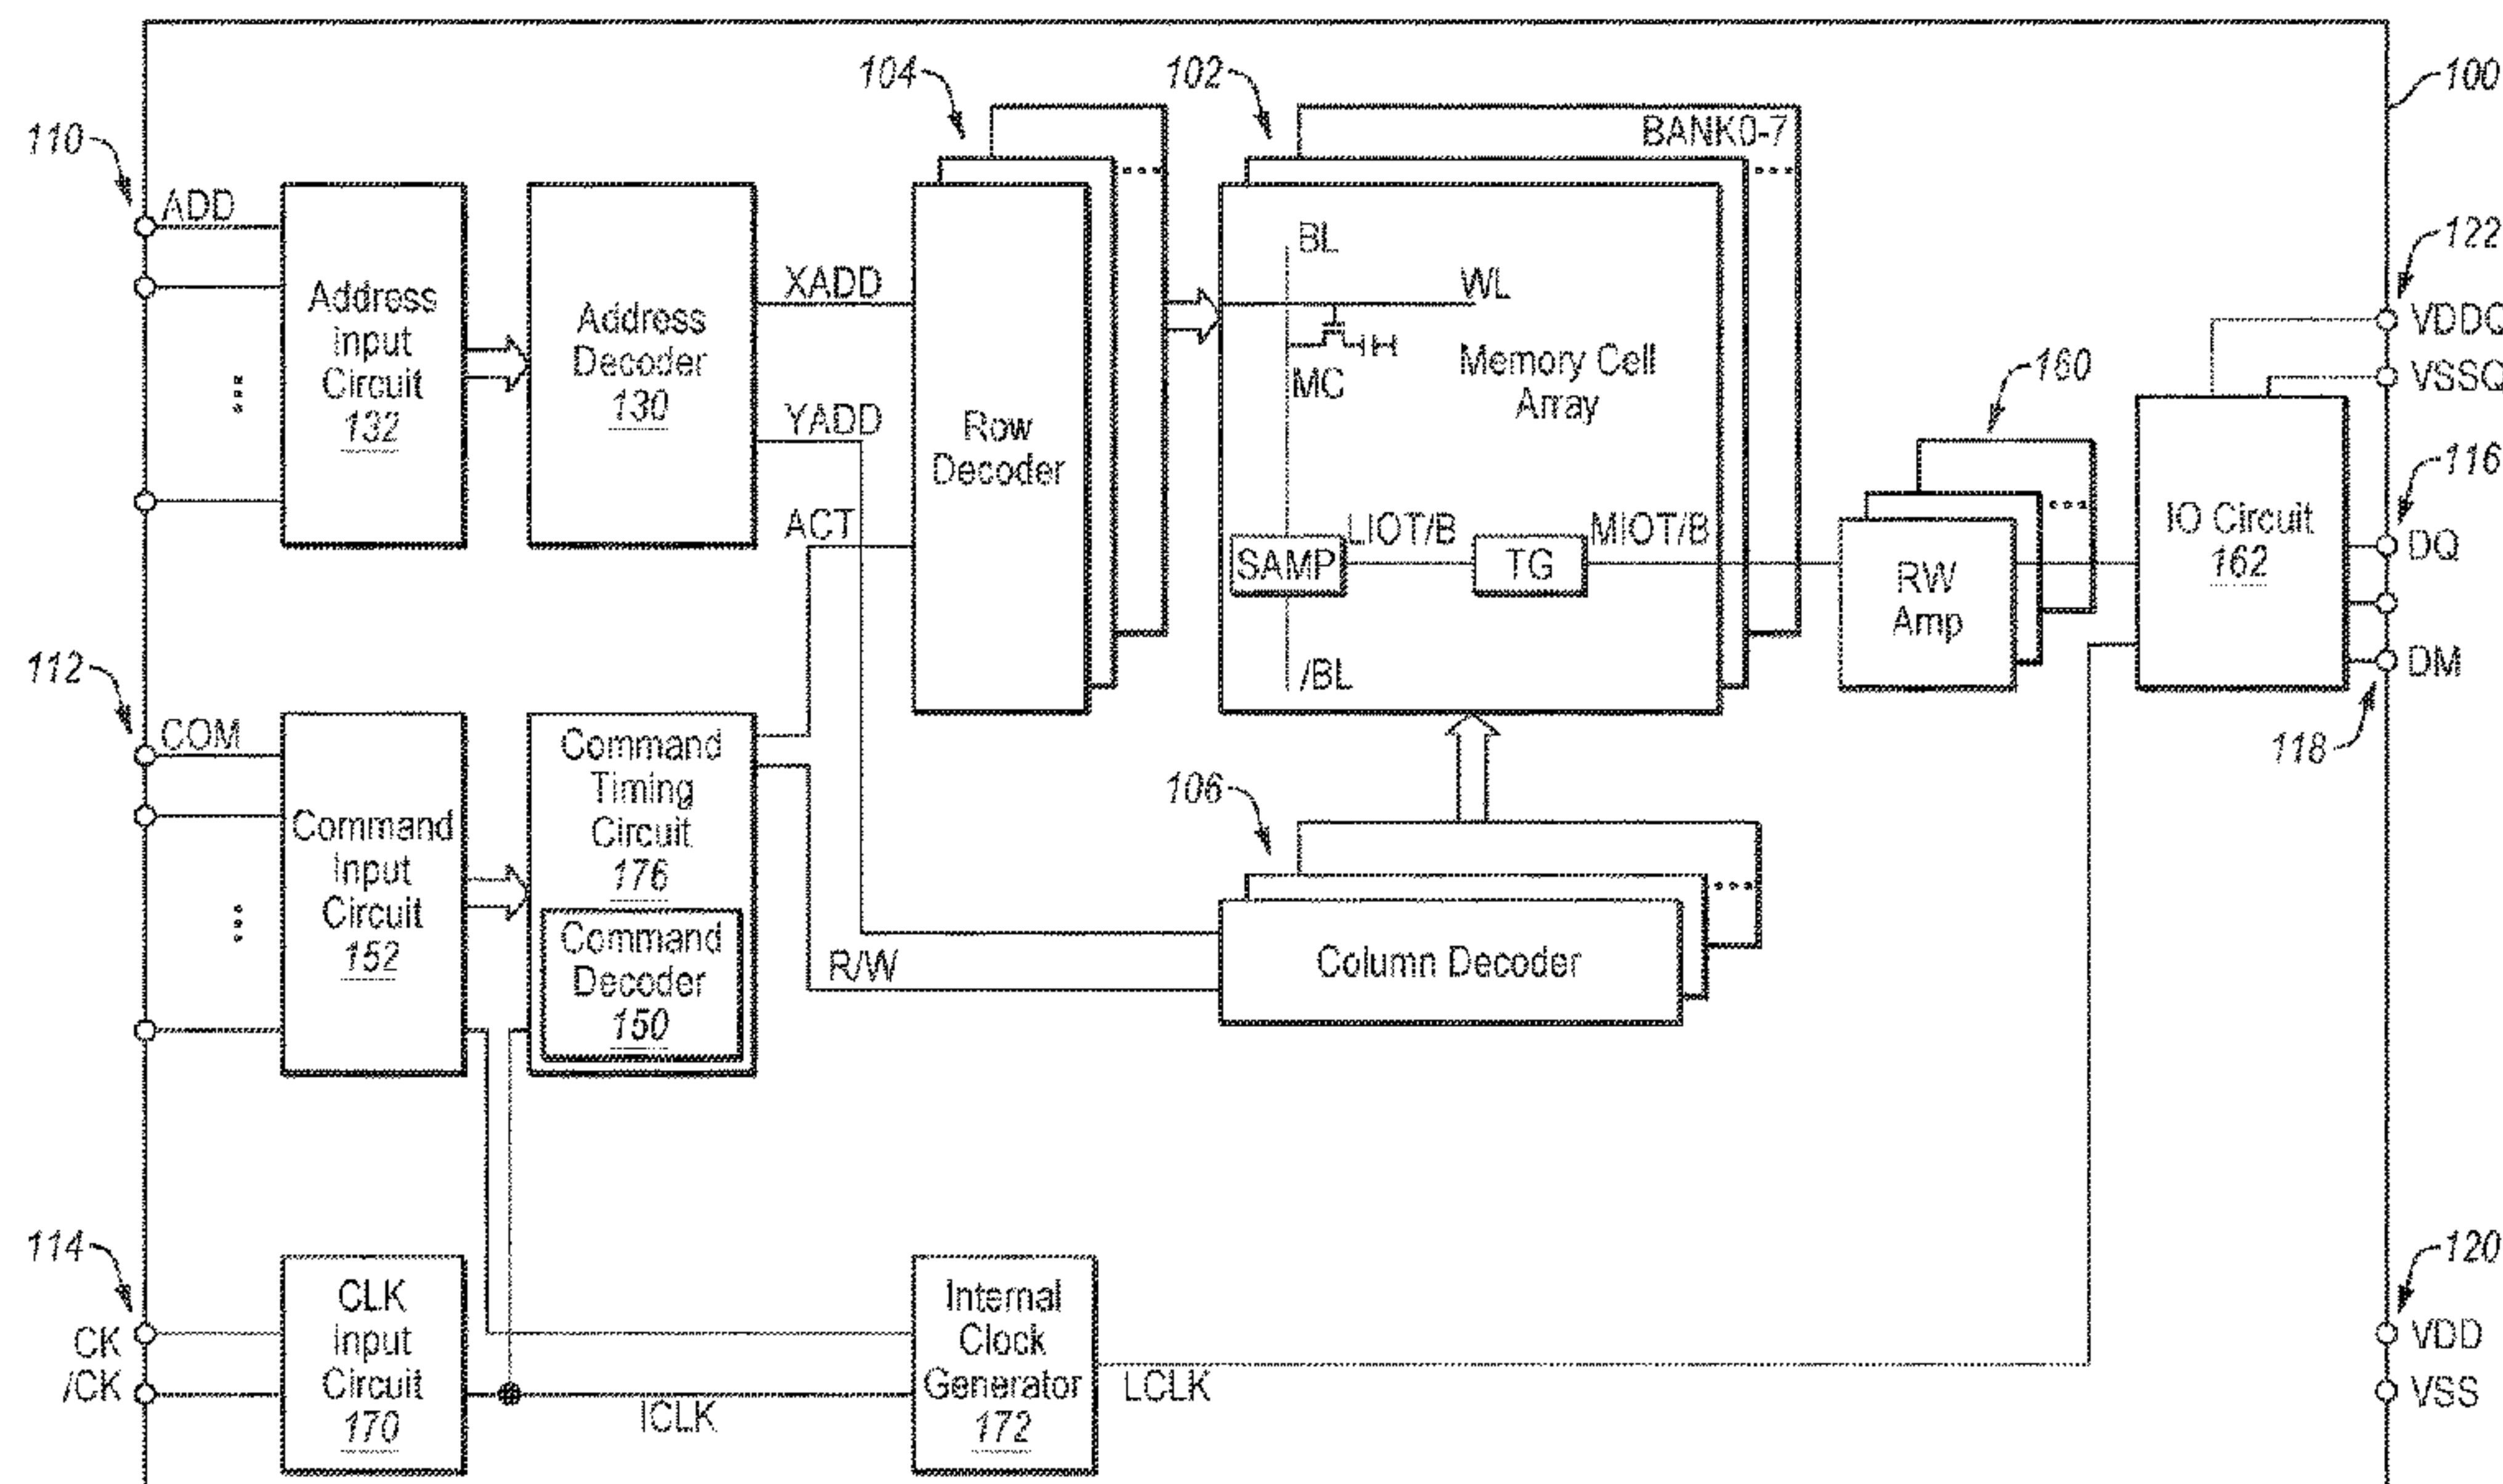 104
102
100
110
BANK0-7
ADD
122
Address
Input
Circuit
132
Address
Decoder
130
XADD
YADD
ACT
Row
Decoder
BL
WL
MC
Memory Cell
Array
SAMP
LIOT/B
TG
MIOT/B
/BL
160
RW
Amp
IO Circuit
162
VDDQ
VSSQ
116
DQ
DM
118
112
COM
Command
Input
Circuit
152
Command
Timing
Circuit
176
Command
Decoder
150
R/W
106
Column Decoder
114
CK
/CK
CLK
Input
Circuit
170
ICLK
Internal
Clock
Generator
172
LCLK
120
VDD
VSS